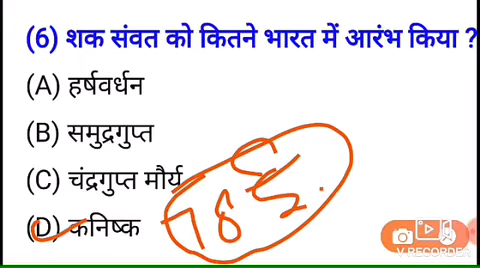 (6) शक संवत को कितने भारत में आरंभ किया ?
(A) हर्षवर्धन
(B) समुद्रगुप्त
(C) चंद्रगुप्त मौर्य
(D) कनिष्क
78 ई.
V RECORDER